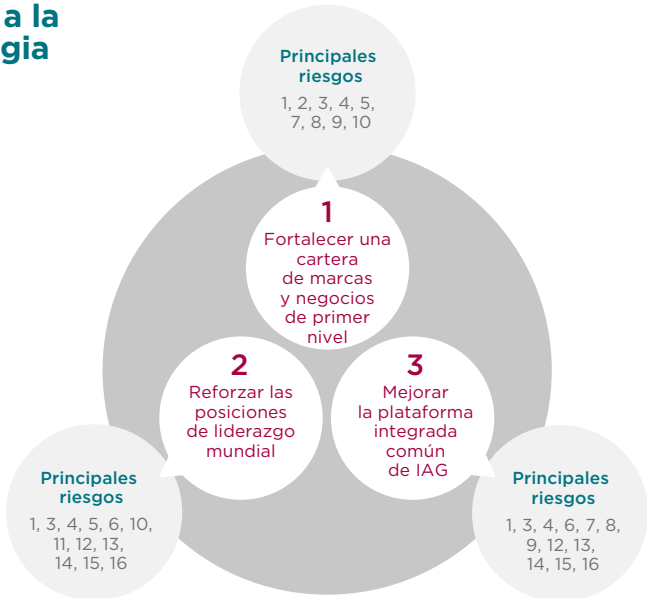 a la
gia
Principales
riesgos
1, 2, 3, 4, 5,
7, 8, 9, 10
1
Fortalecer una
cartera
de marcas
y negocios
de primer
nivel
2
Reforzar las
posiciones
de liderazgo
mundial
3
Mejorar
la plataforma
integrada
común
de IAG
Principales
riesgos
1, 3, 4, 5, 6, 10,
11, 12, 13,
14, 15, 16
Principales
riesgos
1, 3, 4, 6, 7, 8,
9, 12, 13,
14, 15, 16